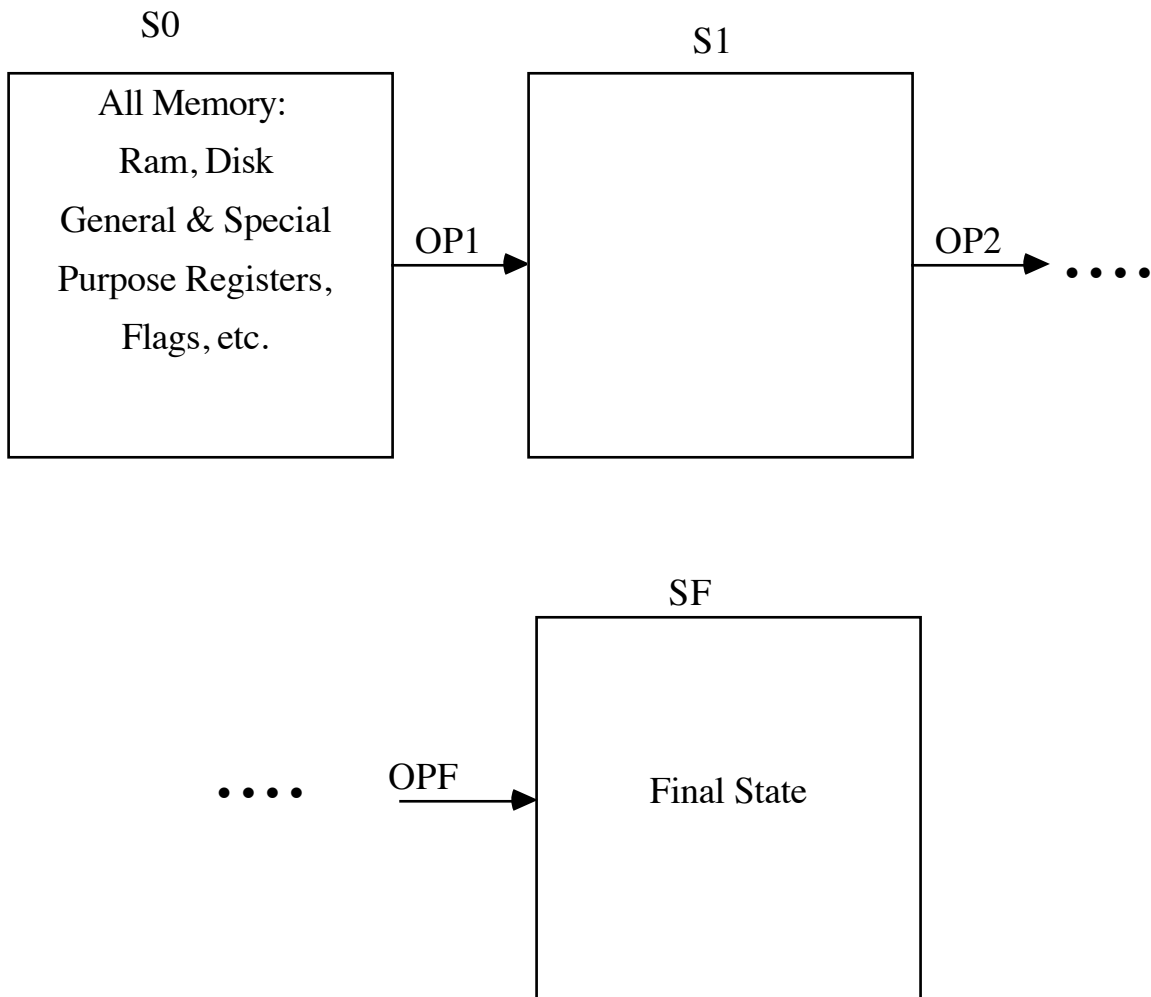 S0
S1
All Memory:
Ram, Disk
General & Special
Purpose Registers,
Flags, etc.
OP1
OP2
....
SF
....
OPF
Final State